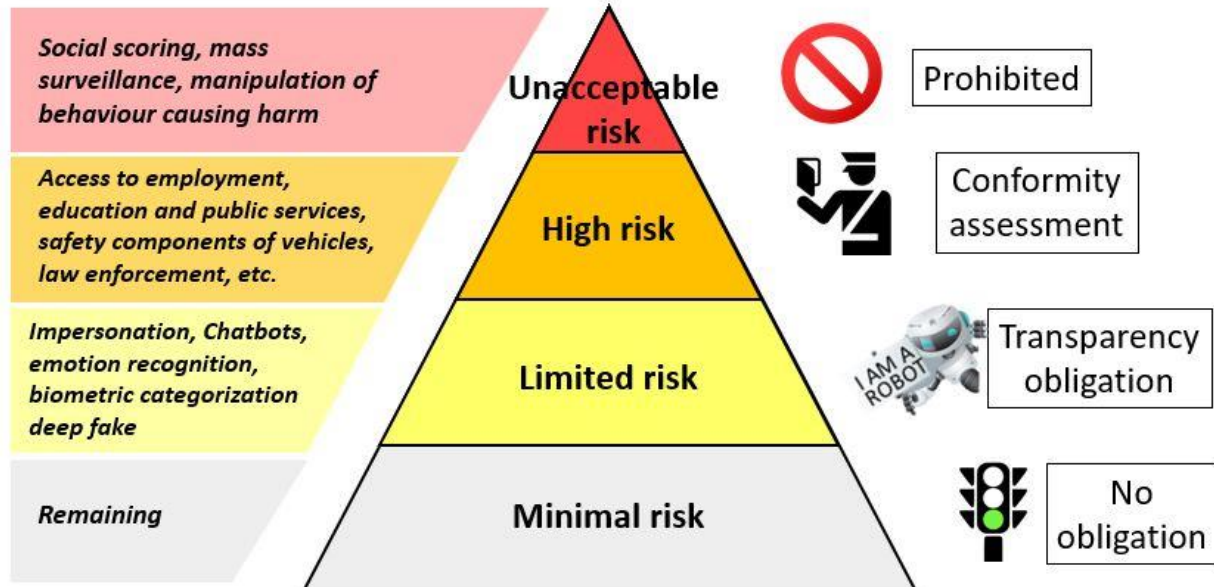 Social scoring, mass
surveillance, manipulation of
behaviour causing harm
Unacceptable
risk
Prohibited
Access to employment,
education and public services,
safety components of vehicles,
law enforcement, etc.
High risk
Conformity
assessment
Impersonation, Chatbots,
emotion recognition,
biometric categorization
deep fake
Limited risk
I AM A
ROBOT
Transparency
obligation
Remaining
Minimal risk
No
obligation